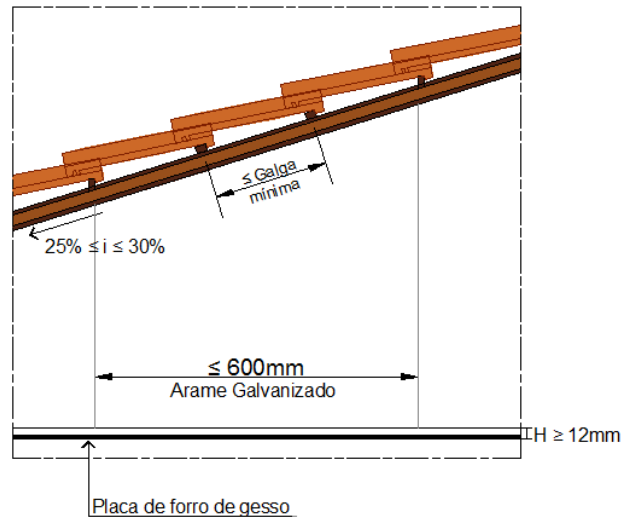 ≤ Galga
mínima
25% ≤ i ≤ 30%
≤ 600mm
Arame Galvanizado
H ≥ 12mm
Placa de forro de gesso